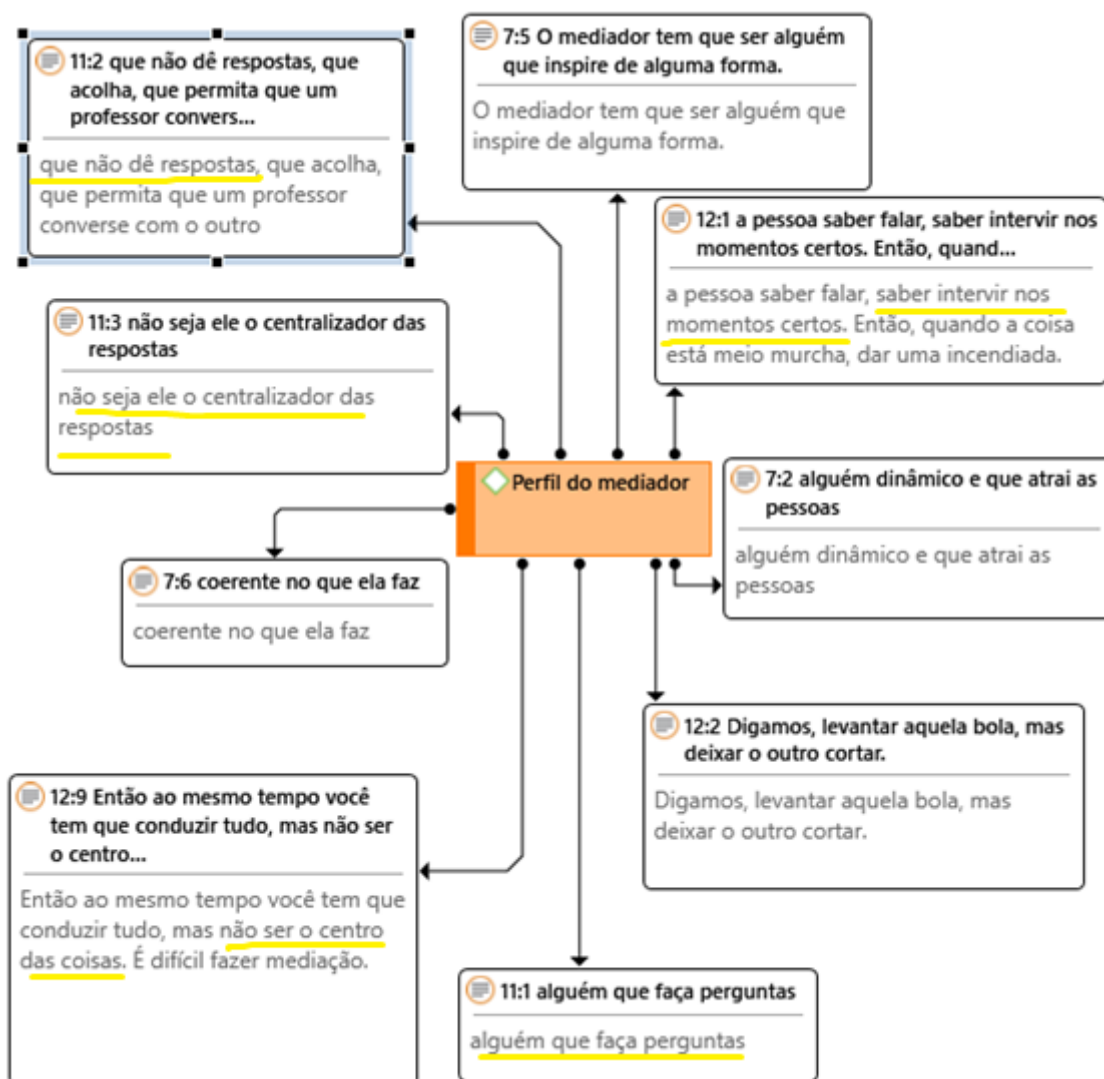 11:2 que não dê respostas, que
acolha, que permita que um
professor convers...
que não dê respostas, que acolha,
que permita que um professor
converse com o outro
7:5 O mediador tem que ser alguém
que inspire de alguma forma.
O mediador tem que ser alguém que
inspire de alguma forma.
12:1 a pessoa saber falar, saber intervir nos
momentos certos. Então, quand...
a pessoa saber falar, saber intervir nos
momentos certos. Então, quando a coisa
está meio murcha, dar uma incendiada.
11:3 não seja ele o centralizador das
respostas
não seja ele o centralizador das
respostas
Perfil do mediador
7:2 alguém dinâmico e que atrai as
pessoas
alguém dinâmico e que atrai as
pessoas
7:6 coerente no que ela faz
coerente no que ela faz
12:2 Digamos, levantar aquela bola, mas
deixar o outro cortar.
Digamos, levantar aquela bola, mas
deixar o outro cortar.
12:9 Então ao mesmo tempo você
tem que conduzir tudo, mas não ser
o centro...
Então ao mesmo tempo você tem que
conduzir tudo, mas não ser o centro
das coisas. É difícil fazer mediação.
11:1 alguém que faça perguntas
alguém que faça perguntas